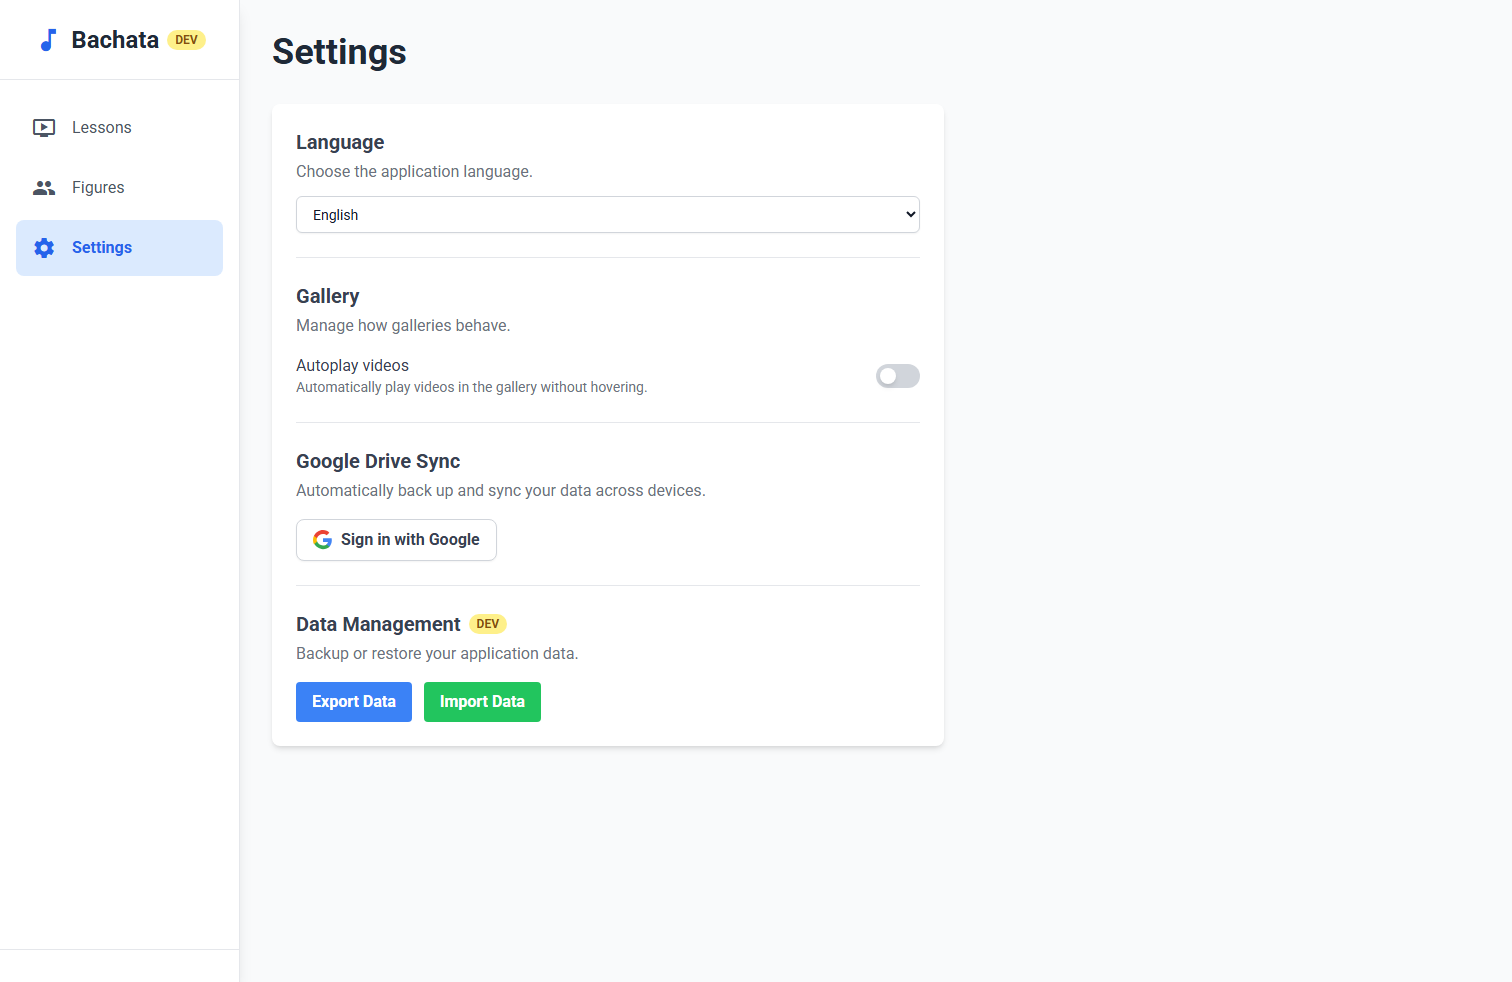 Bachata DEV
Lessons
Figures
Settings
Settings
Language
Choose the application language.
English
Gallery
Manage how galleries behave.
Autoplay videos
Automatically play videos in the gallery without hovering.
Google Drive Sync
Automatically back up and sync your data across devices.
Sign in with Google
Data Management DEV
Backup or restore your application data.
Export Data Import Data